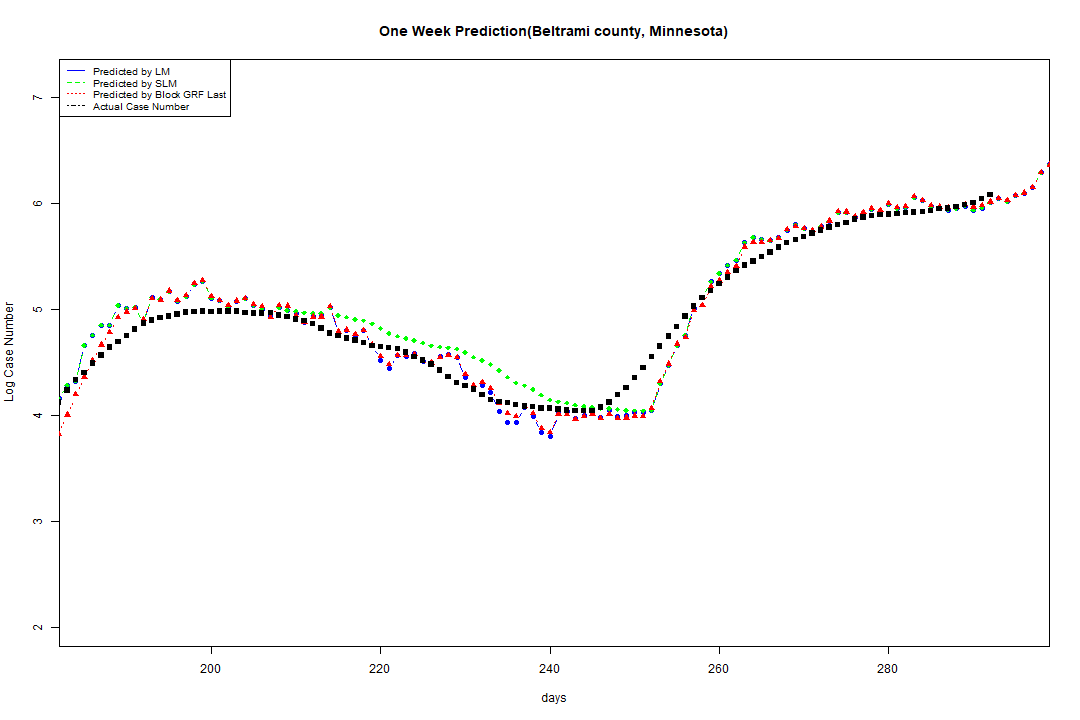 One Week Prediction(Beltrami county, Minnesota)
Predicted by LM
Predicted by SLM
Predicted by Block GRF Last
Actual Case Number
7
6
5
4
3
2
Log Case Number
200 220 240 260 280
days